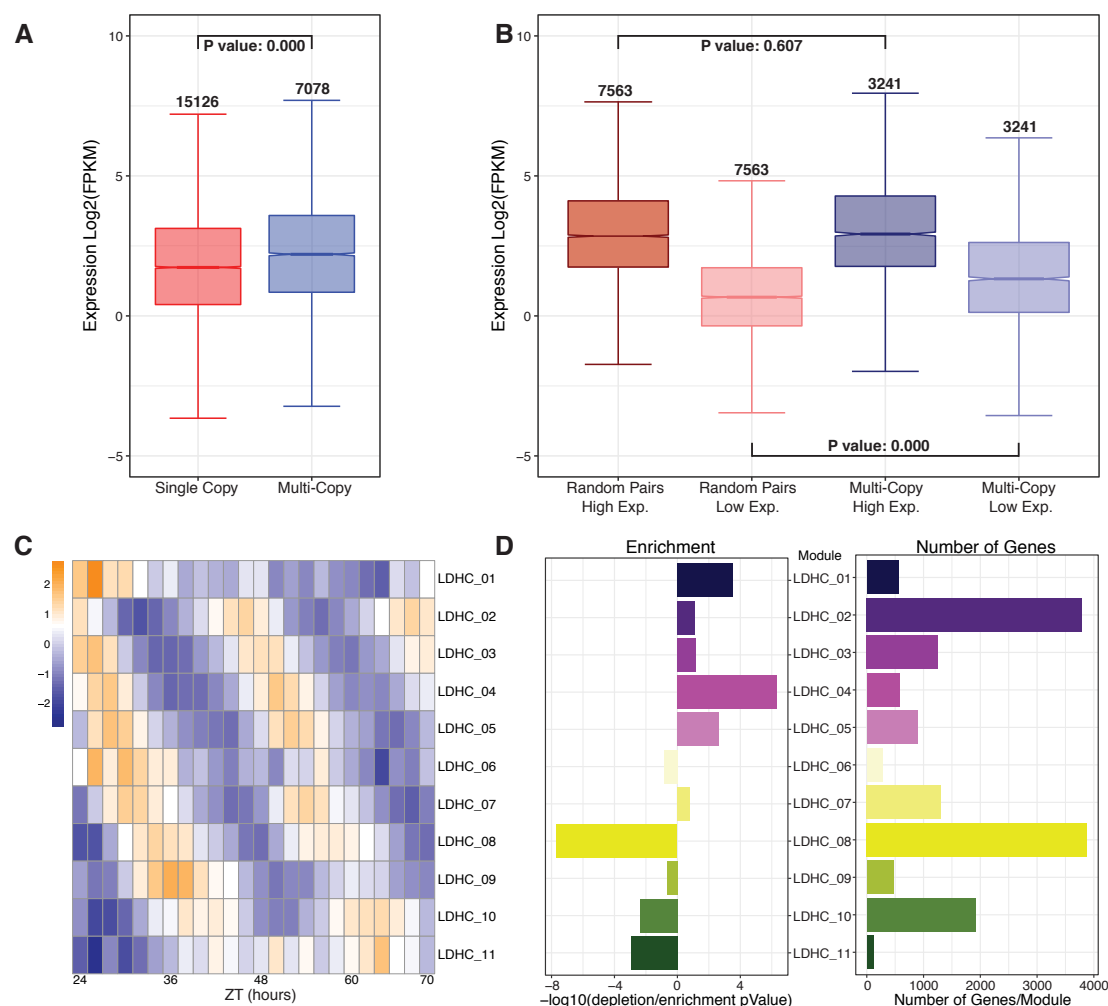 A
10
5
0
−5
Expression Log2(FPKM)
P value: 0.000
15126
7078
Single Copy
Multi-Copy
B
10
5
0
−5
Expression Log2(FPKM)
P value: 0.607
7563
7563
3241
3241
P value: 0.000
Random Pairs
High Exp.
Random Pairs
Low Exp.
Multi-Copy
High Exp.
Multi-Copy
Low Exp.
C
2
1
0
−1
−2
LDHC_01
LDHC_02
LDHC_03
LDHC_04
LDHC_05
LDHC_06
LDHC_07
LDHC_08
LDHC_09
LDHC_10
LDHC_11
24
36
48
60
70
ZT (hours)
D
Enrichment
Module
Number of Genes
LDHC_01
LDHC_02
LDHC_03
LDHC_04
LDHC_05
LDHC_06
LDHC_07
LDHC_08
LDHC_09
LDHC_10
LDHC_11
−8
−4
0
4
−log10(depletion/enrichment pValue)
0
1000
2000
3000
4000
Number of Genes/Module